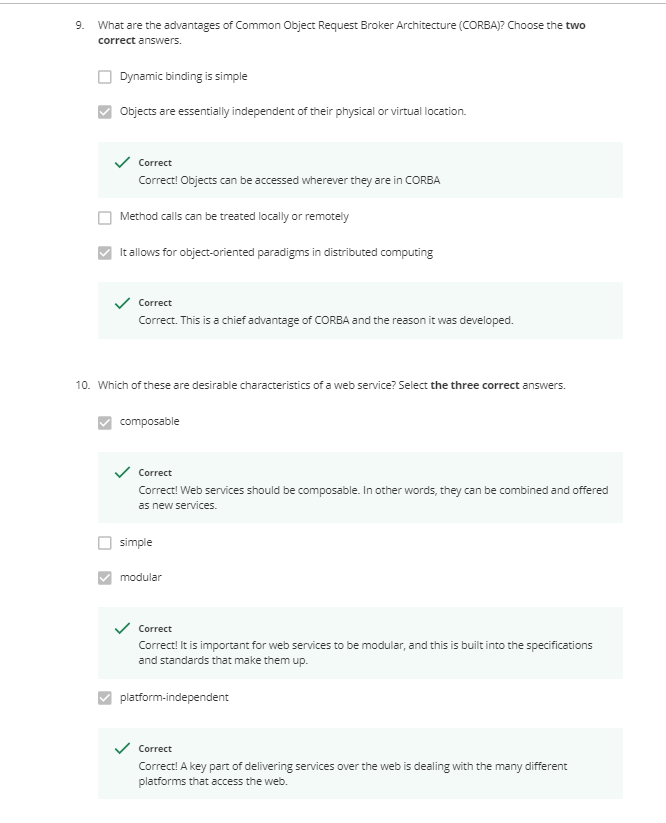 9. What are the advantages of Common Object Request Broker Architecture (CORBA)? Choose the two
correct answers.
Dynamic binding is simple
Objects are essentially independent of their physical or virtual location.
Correct
Correct! Objects can be accessed wherever they are in CORBA
Method calls can be treated locally or remotely
It allows for object-oriented paradigms in distributed computing
Correct
Correct. This is a chief advantage of CORBA and the reason it was developed.
10. Which of these are desirable characteristics of a web service? Select the three correct answers.
composable
Correct
Correct! Web services should be composable. In other words, they can be combined and offered
as new services.
simple
modular
Correct
Correct! It is important for web services to be modular, and this is built into the specifications
and standards that make them up.
platform-independent
Correct
Correct! A key part of delivering services over the web is dealing with the many different
platforms that access the web.